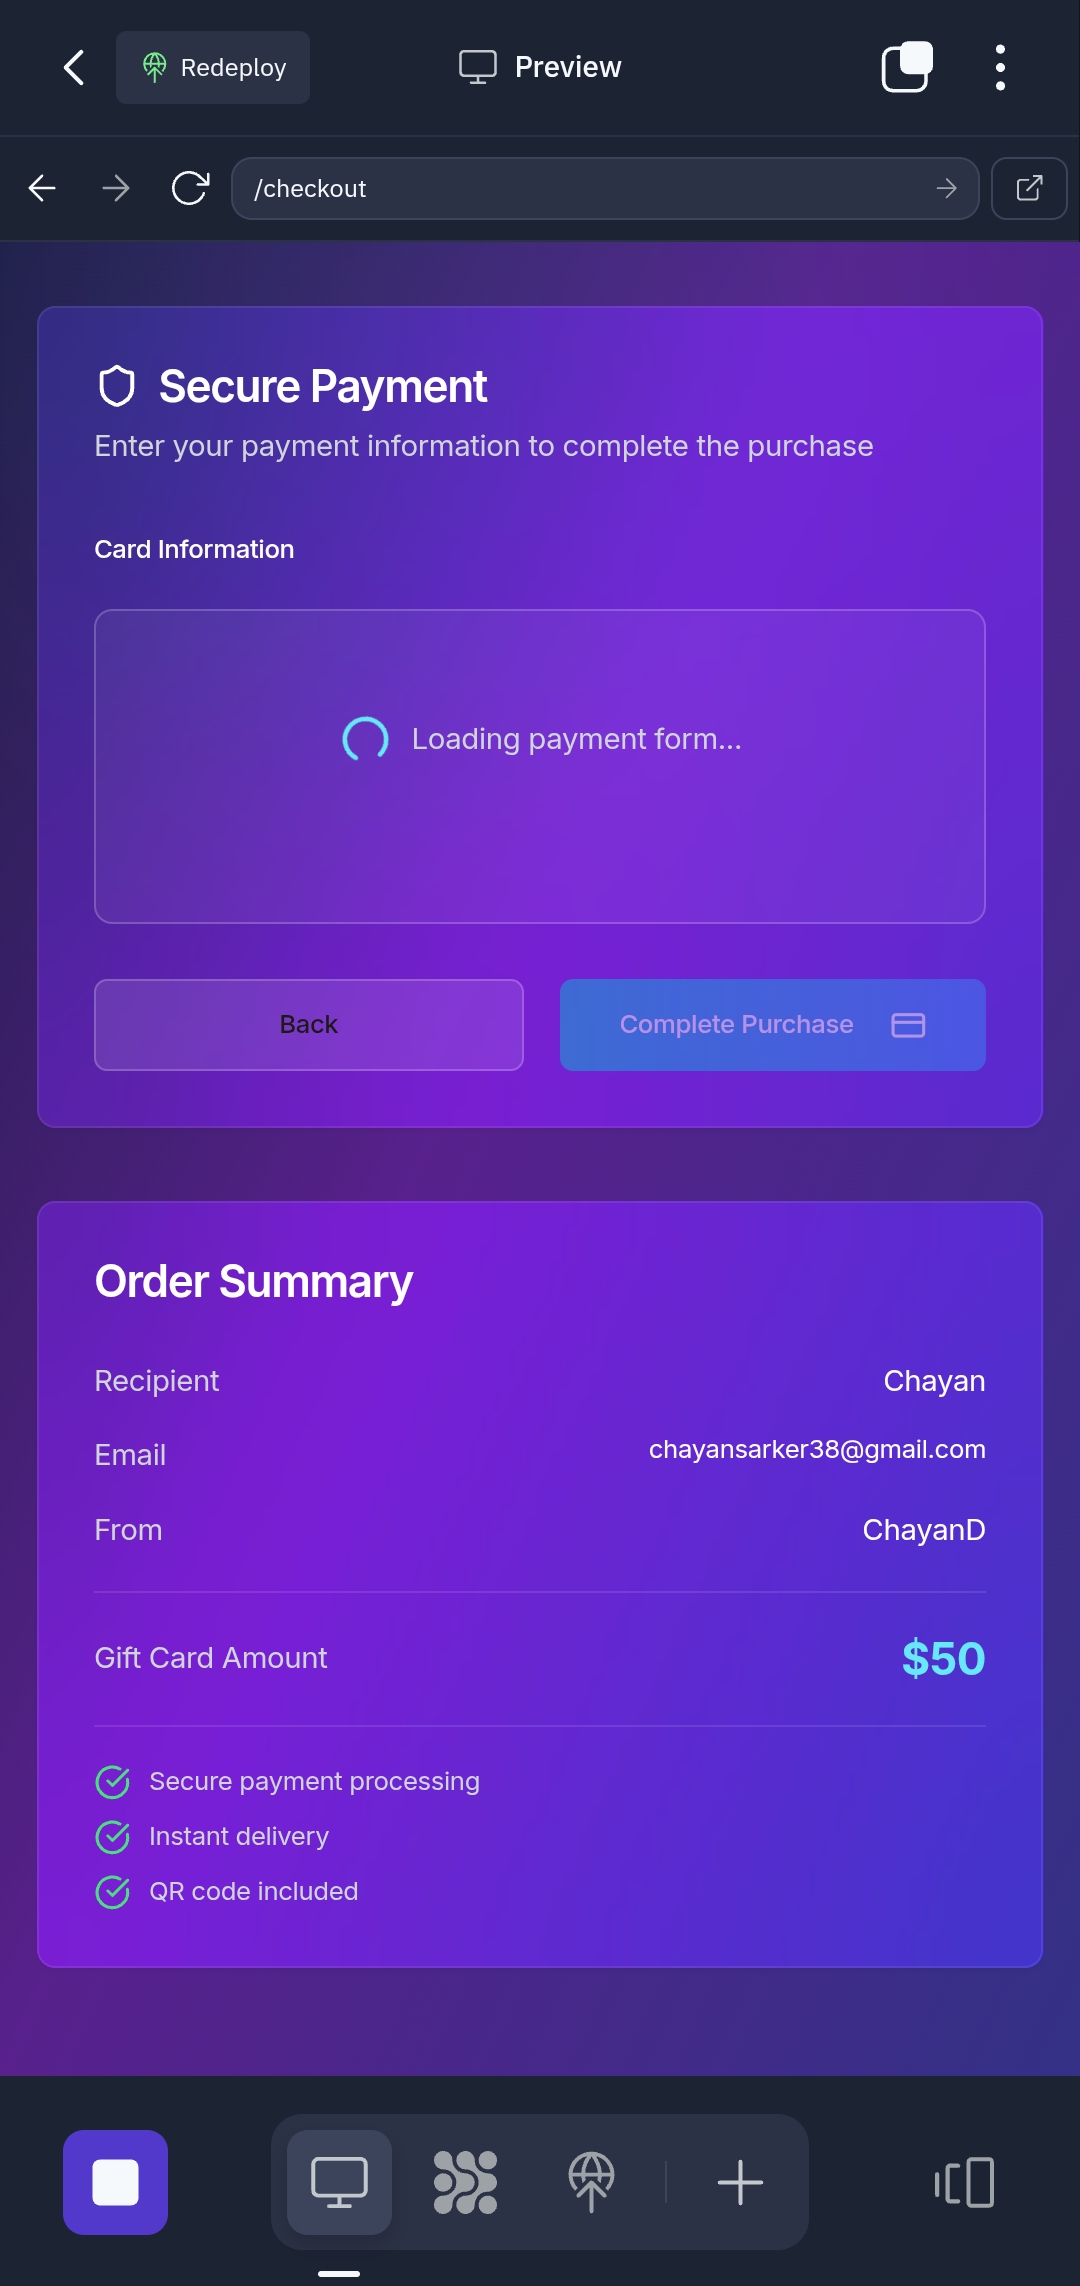 Redeploy
Preview
/checkout
Secure Payment
Enter your payment information to complete the purchase
Card Information
Loading payment form...
Back
Complete Purchase
Order Summary
Recipient Chayan
Email chayansarker38@gmail.com
From ChayanD
Gift Card Amount $50
Secure payment processing
Instant delivery
QR code included